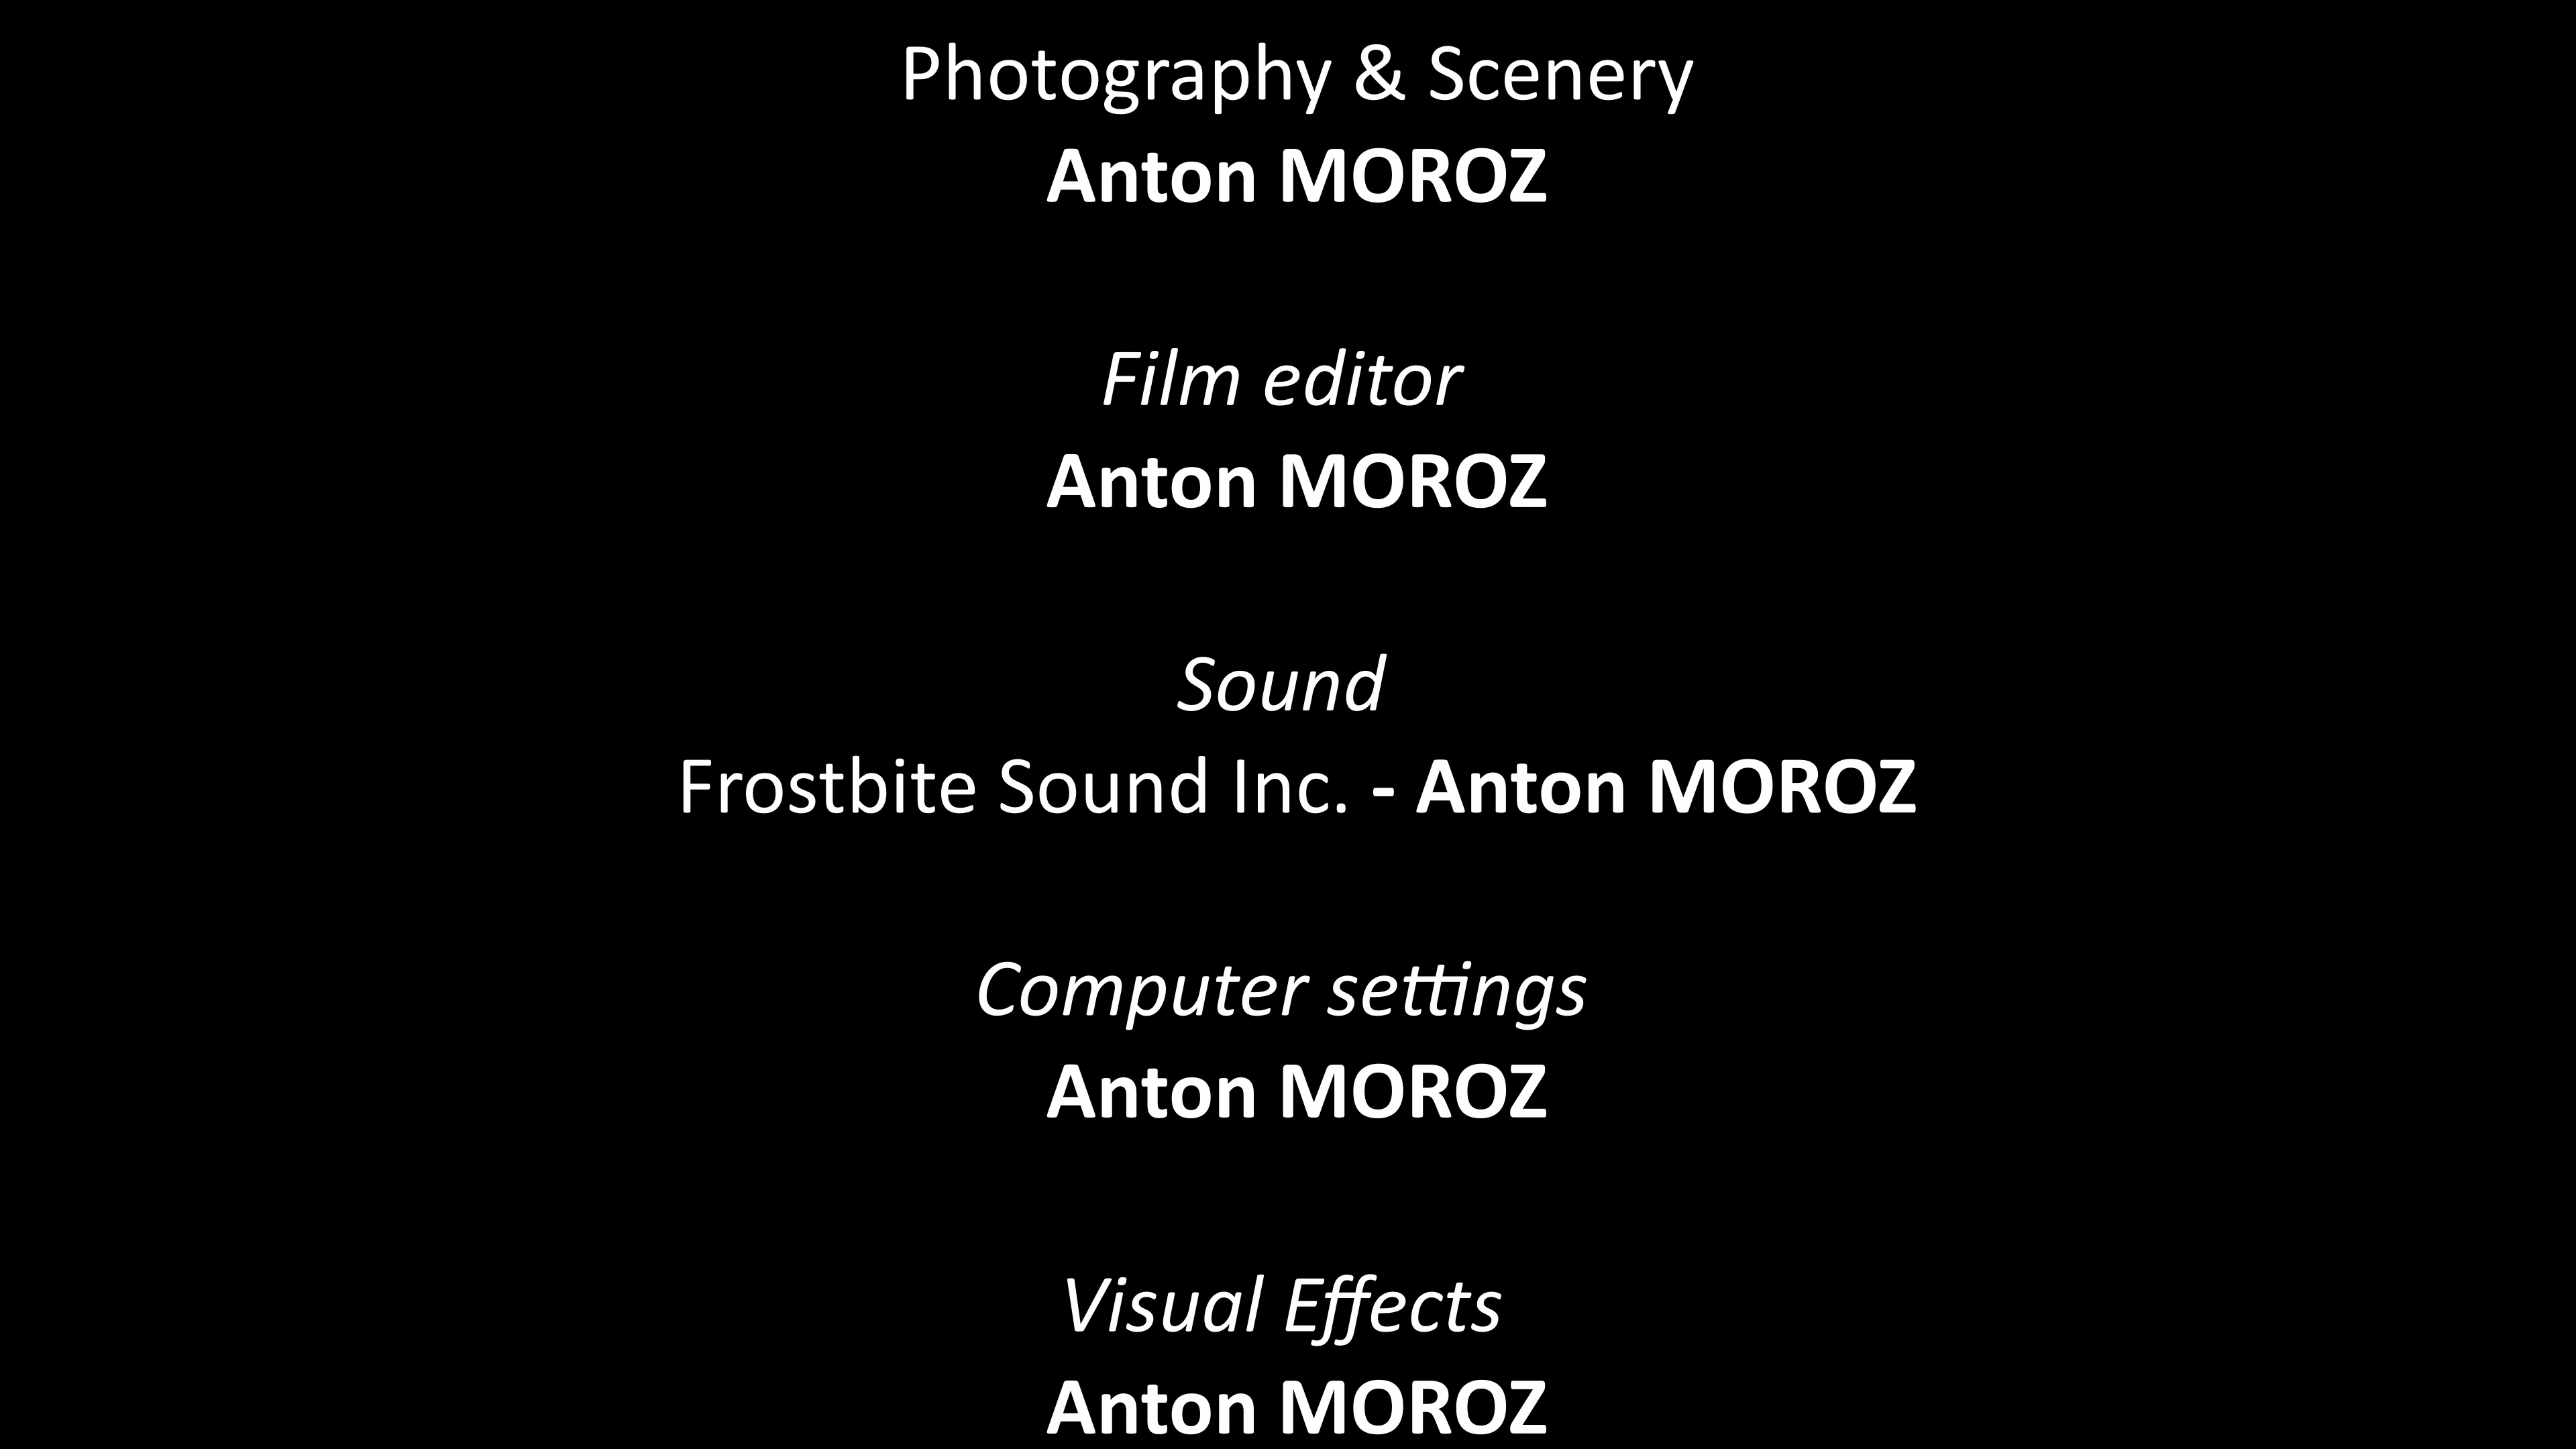 Photography & Scenery
Anton MOROZ
Film editor
Anton MOROZ
Sound
Frostbite Sound Inc. - Anton MOROZ
Computer settings
Anton MOROZ
Visual Effects
Anton MOROZ